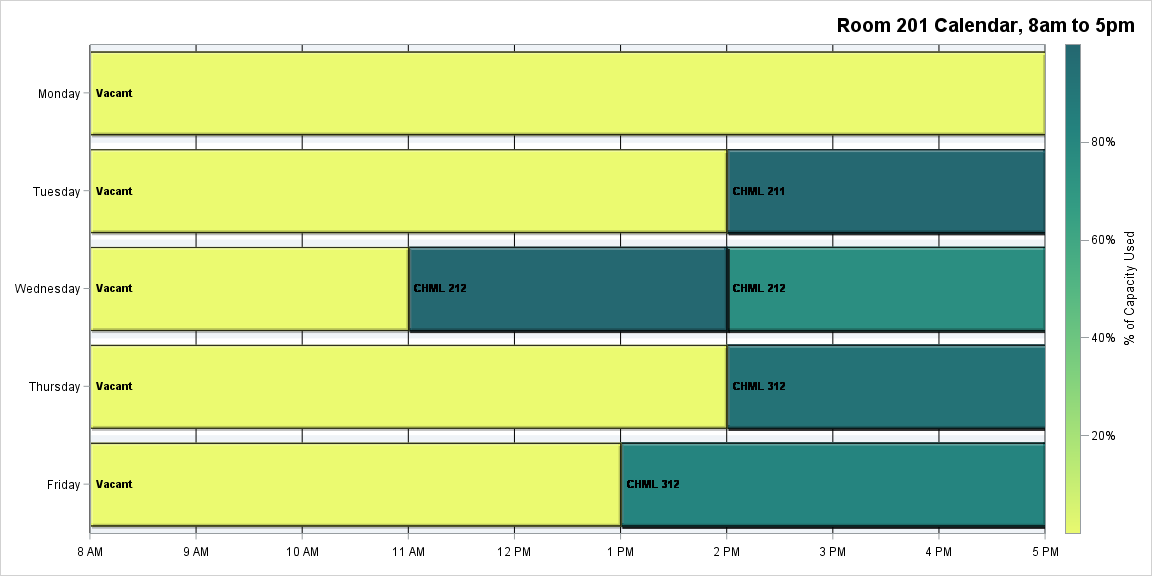 Room 201 Calendar, 8am to 5pm
Monday
Vacant
Tuesday
Vacant
CHML 211
Wednesday
Vacant
CHML 212
CHML 212
Thursday
Vacant
CHML 312
Friday
Vacant
CHML 312
8 AM
9 AM
10 AM
11 AM
12 PM
1 PM
2 PM
3 PM
4 PM
5 PM
80%
60%
40%
20%
% of Capacity Used